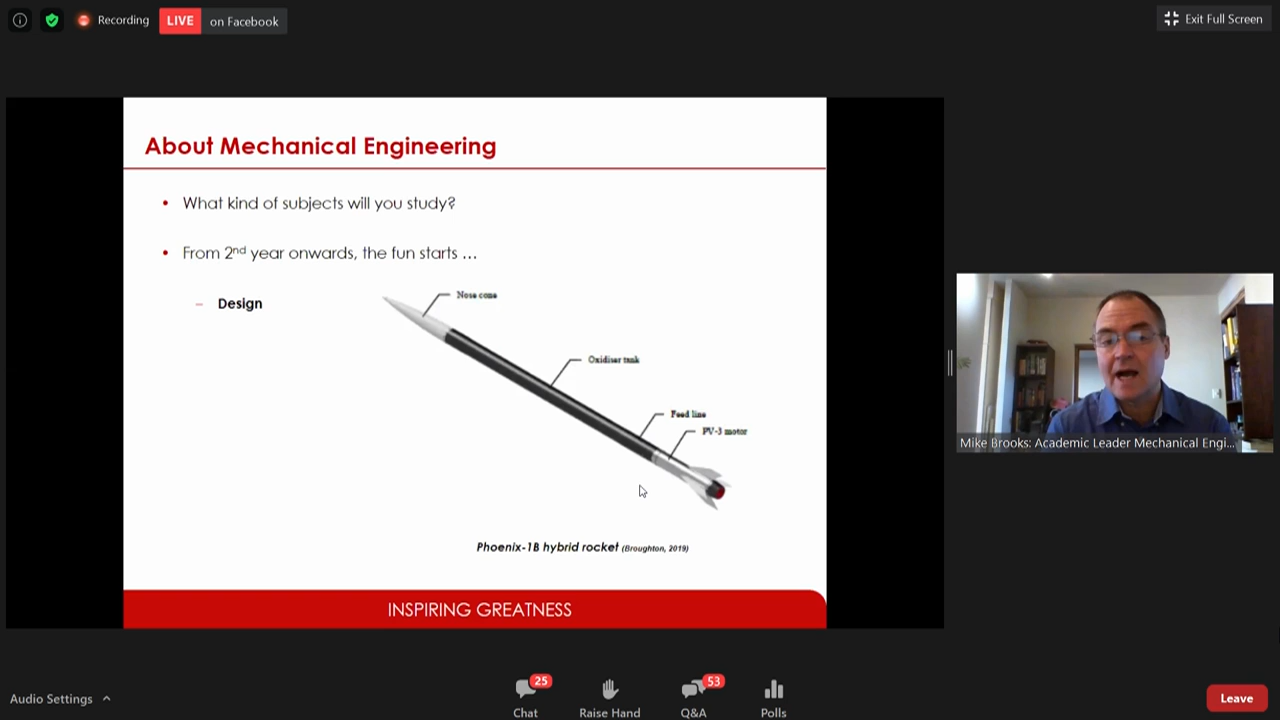 Recording
LIVE on Facebook
Exit Full Screen
About Mechanical Engineering
• What kind of subjects will you study?
• From 2nd year onwards, the fun starts ...
– Design
Nose cone
Oxidiser tank
Feed line
PV-3 motor
Phoenix-1B hybrid rocket (Broughton, 2019)
INSPIRING GREATNESS
Mike Brooks: Academic Leader Mechanical Engi...
Audio Settings
25
Chat
Raise Hand
53
Q&A
Polls
Leave